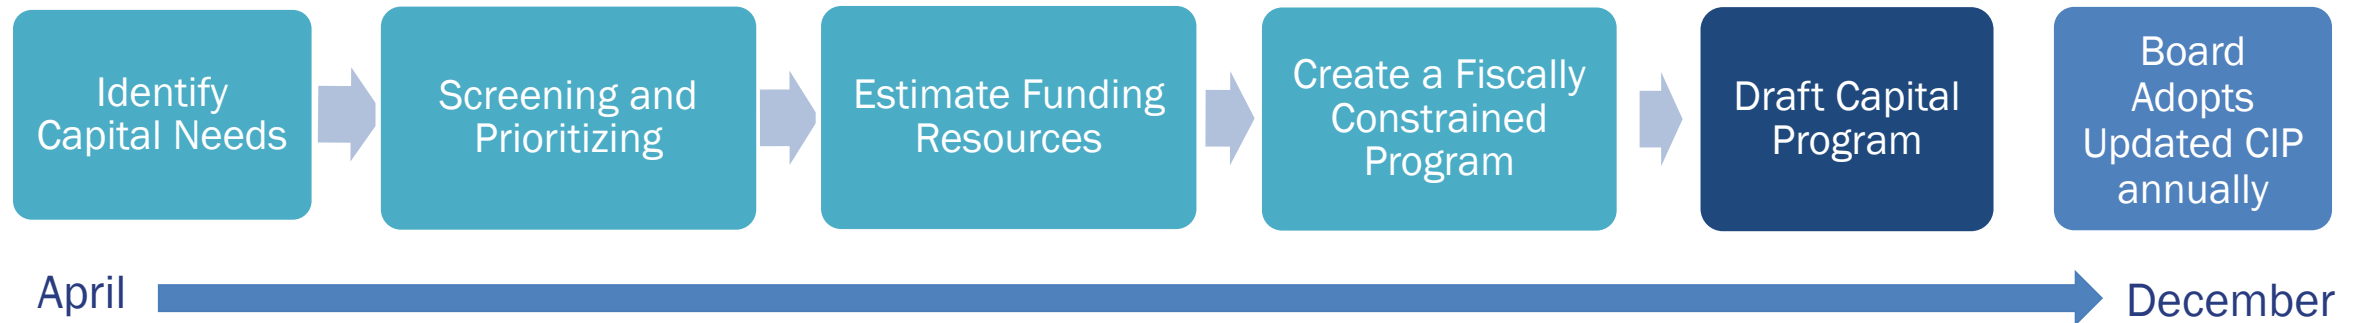 Identify
Capital Needs
Screening and
Prioritizing
Estimate Funding
Resources
Create a Fiscally
Constrained
Program
Draft Capital
Program
Board
Adopts
Updated CIP
annually
April
December